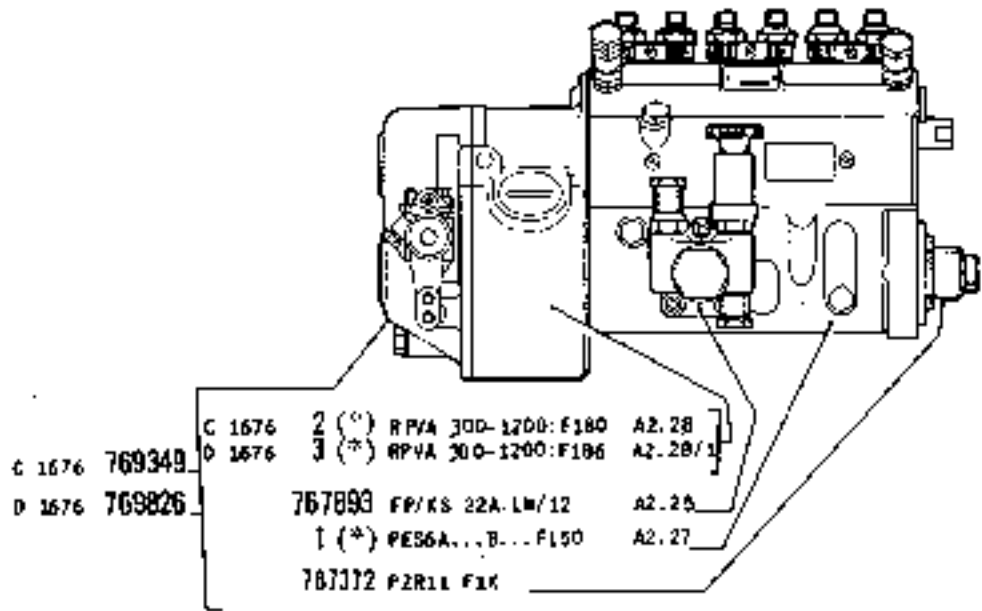 C 1676 2 (*) RPVA 300-1200:F180 A2.28
D 1676 3 (*) RPVA 300-1200:F186 A2.28/1
C 1676 769349
D 1676 769826
767893 FP/KS 22A.LW/12 A2.26
1 (*) PES6A...B...F150 A2.27
P2R11 F1K